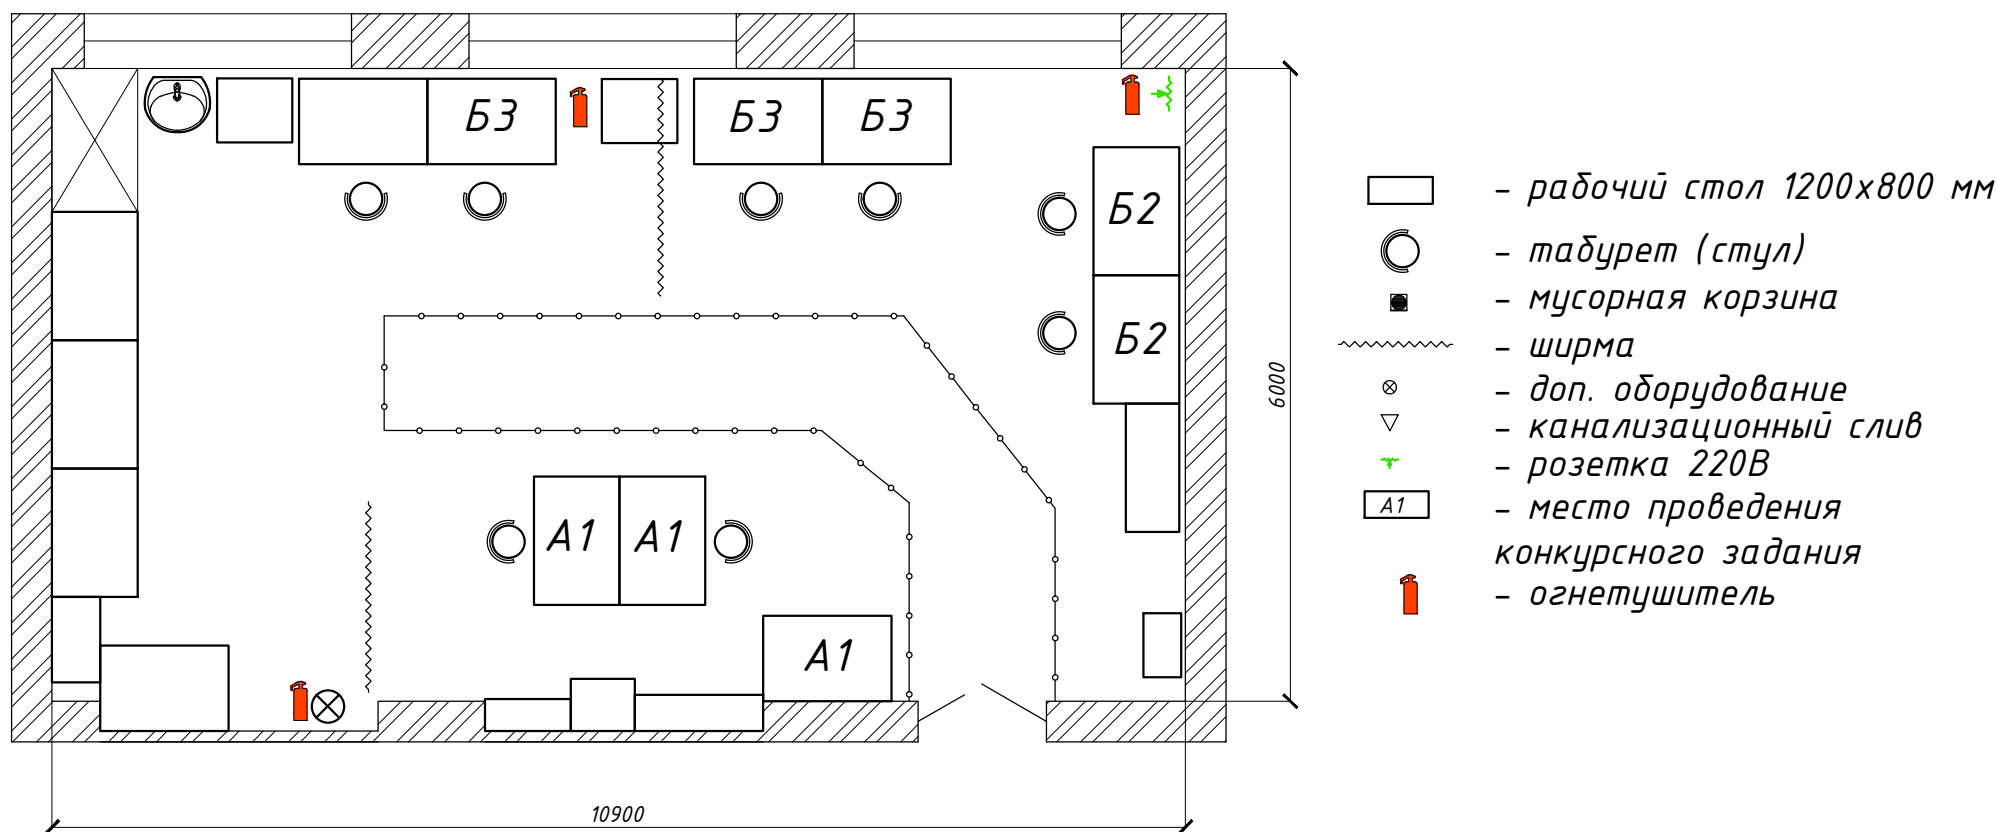 Б3
Б3
Б3
Б2
Б2
А1
А1
А1
6000
10900
- рабочий стол 1200х800 мм
- табурет (стул)
- мусорная корзина
- ширма
- доп. оборудование
- канализационный слив
- розетка 220В
А1 - место проведения
конкурсного задания
- огнетушитель